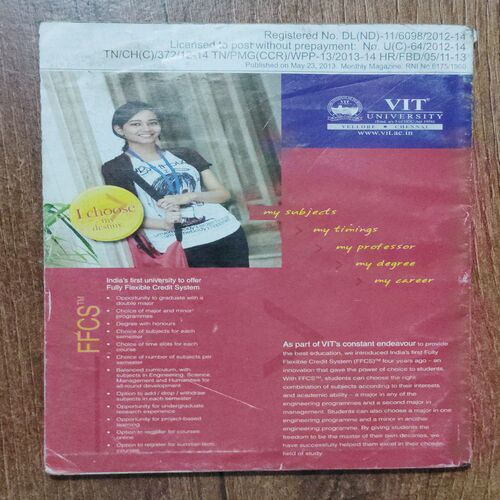 Registered No. DL(ND)-11/6098/2012-14
Licensed to post without prepayment: No. U(C)-64/2012-14
TN/CH(C)/372/12-14 TN/PMG(CCR)/WPP-13/2013-14 HR/FBD/05/11-13
Published on May 23, 2013. Monthly Magazine. RNI No 8175/1960
VIT
UNIVERSITY
VELLORE • CHENNAI
www.vit.ac.in
I choose
my
destiny
my subjects
my timings
my professor
my degree
my career
FFCS™
India's first university to offer
Fully Flexible Credit System
• Opportunity to graduate with a
double major
• Choice of major and minor
programmes
• Degree with honours
• Choice of subjects for each
semester
• Choice of time slots for each
course
• Choice of number of subjects per
semester
• Balanced curriculum, with
subjects in Engineering, Science,
Management and Humanities for
all-round development
• Option to add / drop / withdraw
subjects in each semester
• Opportunity for undergraduate
research experience
• Opportunity for project-based
learning
• Option to register for courses
online
• Option to register for summer term
courses
As part of VIT's constant endeavour to provide
the best education, we introduced India's first Fully
Flexible Credit System (FFCS)™ four years ago – an
innovation that gave the power of choice to students.
With FFCS™, students can choose the right
combination of subjects according to their interests
and academic ability – a major in any of the
engineering programmes and a second major in
management. Students can also choose a major in one
engineering programme and a minor in another
engineering programme. By giving students the
freedom to be the master of their own destinies, we
have successfully helped them excel in their chosen
field of study.